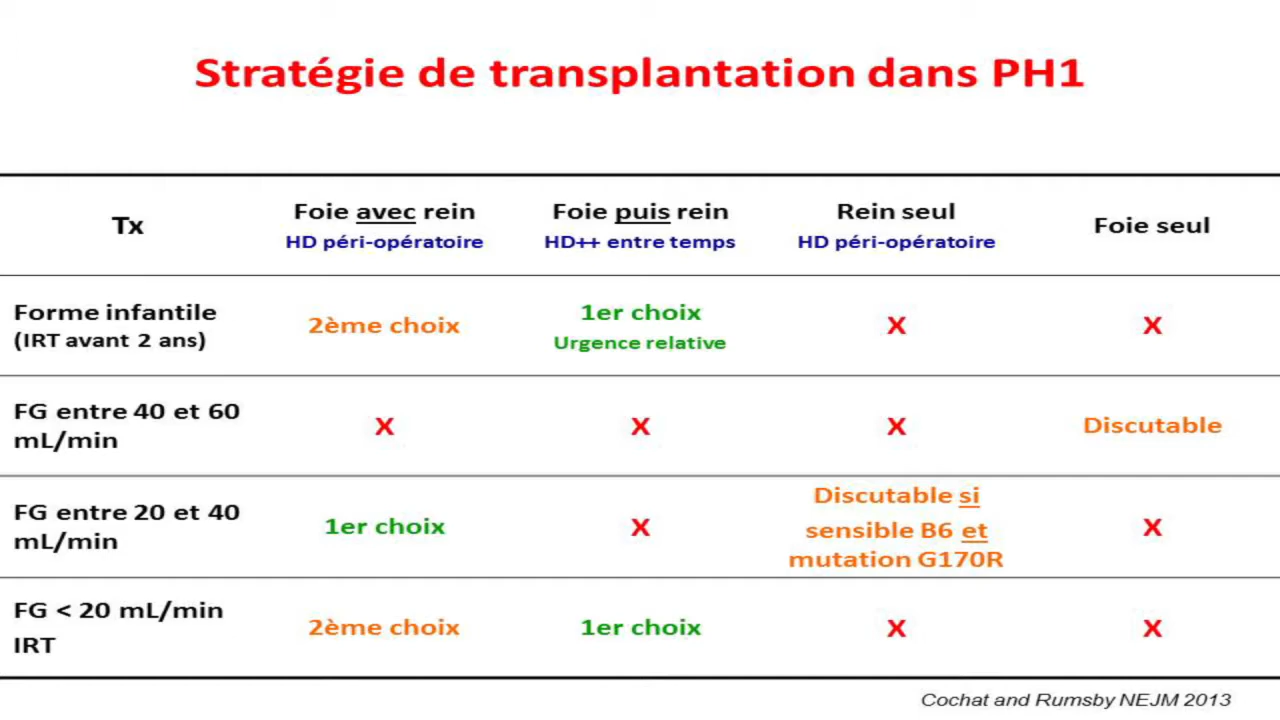 Stratégie de transplantation dans PH1
Tx
Foie avec rein
HD péri-opératoire
Foie puis rein
HD++ entre temps
Rein seul
HD péri-opératoire
Foie seul
Forme infantile
(IRT avant 2 ans)
2ème choix
1er choix
Urgence relative
X
X
FG entre 40 et 60
mL/min
X
X
X
Discutable
FG entre 20 et 40
mL/min
1er choix
X
Discutable si
sensible B6 et
mutation G170R
X
FG < 20 mL/min
IRT
2ème choix
1er choix
X
X
Cochat and Rumsby NEJM 2013